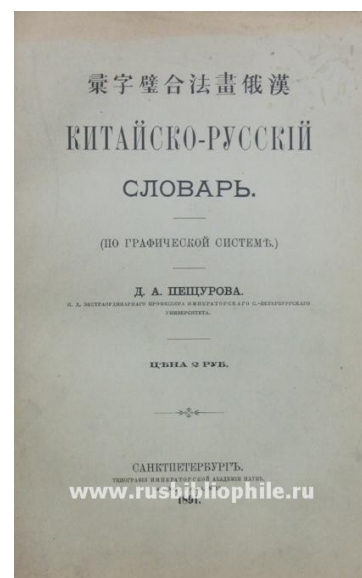 彙字璧合法畫俄漢
КИТАЙСКО-РУССКІЙ
СЛОВАРЬ.
(ПО ГРАФИЧЕСКОЙ СИСТЕМѢ.)
Д. А. ПЕЩУРОВА.
И. Д. ЭКСТРАОРДИНАРНАГО ПРОФЕССОРА ИМПЕРАТОРСКАГО С.-ПЕТЕРБУРГСКАГО
УНИВЕРСИТЕТА.
ЦѢНА 2 РУБ.
САНКТПЕТЕРБУРГЪ.
ТИПОГРАФІЯ ИМПЕРАТОРСКОЙ АКАДЕМІИ НАУКЪ.
www.rusbibliophile.ru
1891.